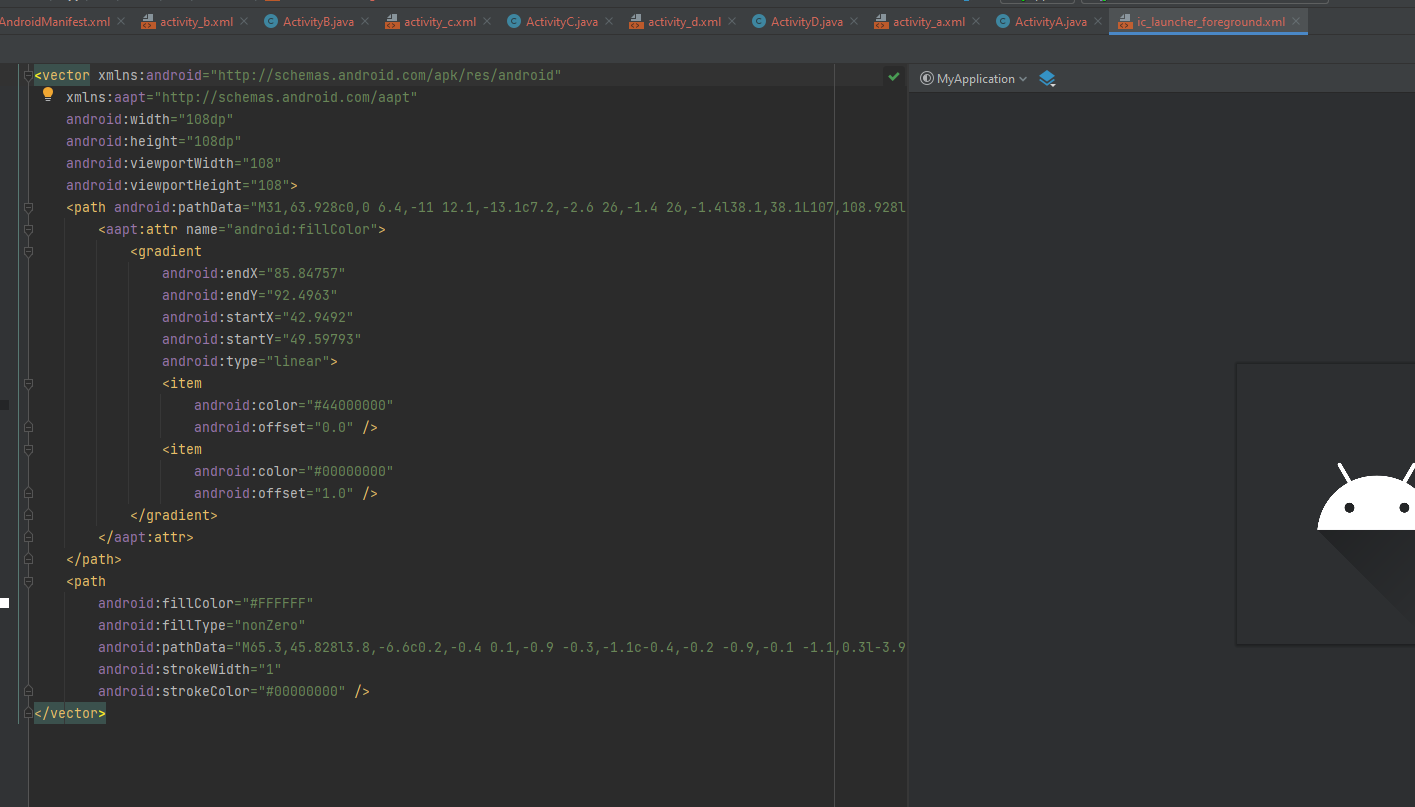 AndroidManifest.xml activity_b.xml ActivityB.java activity_c.xml ActivityC.java activity_d.xml ActivityD.java activity_a.xml ActivityA.java ic_launcher_foreground.xml
MyApplication
<vector xmlns:android="http://schemas.android.com/apk/res/android"
xmlns:aapt="http://schemas.android.com/aapt"
android:width="108dp"
android:height="108dp"
android:viewportWidth="108"
android:viewportHeight="108">
<path android:pathData="M31,63.928c0,0 6.4,-11 12.1,-13.1c7.2,-2.6 26,-1.4 26,-1.4l38.1,38.1L107,108.928l
<aapt:attr name="android:fillColor">
<gradient
android:endX="85.84757"
android:endY="92.4963"
android:startX="42.9492"
android:startY="49.59793"
android:type="linear">
<item
android:color="#44000000"
android:offset="0.0" />
<item
android:color="#00000000"
android:offset="1.0" />
</gradient>
</aapt:attr>
</path>
<path
android:fillColor="#FFFFFF"
android:fillType="nonZero"
android:pathData="M65.3,45.828l3.8,-6.6c0.2,-0.4 0.1,-0.9 -0.3,-1.1c-0.4,-0.2 -0.9,-0.1 -1.1,0.3l-3.9
android:strokeWidth="1"
android:strokeColor="#00000000" />
</vector>